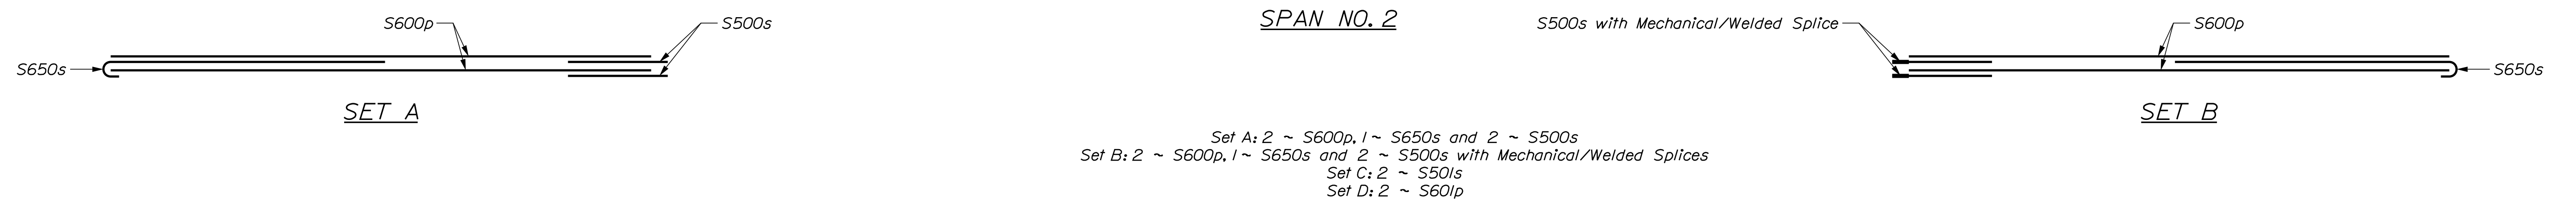 S600p
S500s
SPAN NO. 2
S500s with Mechanical/Welded Splice
S600p
S650s
S650s
SET A
SET B
Set A: 2 ~ S600p, 1 ~ S650s and 2 ~ S500s
Set B: 2 ~ S600p, 1 ~ S650s and 2 ~ S500s with Mechanical/Welded Splices
Set C: 2 ~ S501s
Set D: 2 ~ S601p